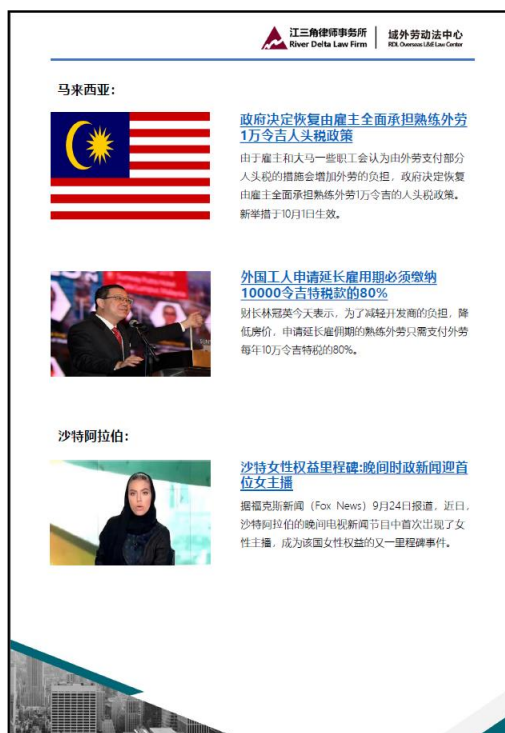 江三角律师事务所
River Delta Law Firm
域外劳动法中心
RDL Overseas L&E Law Center
马来西亚：
政府决定恢复由雇主全面承担熟练外劳
1万令吉人头税政策
由于雇主和大马一些职工会认为由外劳支付部分
人头税的措施会增加外劳的负担，政府决定恢复
由雇主全面承担熟练外劳1万令吉的人头税政策。
新举措于10月1日生效。
外国工人申请延长雇用期必须缴纳
10000令吉特税款的80%
财长林冠英今天表示，为了减轻开发商的负担，降
低房价，申请延长雇佣期的熟练外劳只需支付外劳
每年10万令吉特税的80%。
沙特阿拉伯：
沙特女性权益里程碑:晚间时政新闻迎首
位女主播
据福克斯新闻（Fox News）9月24日报道，近日，
沙特阿拉伯的晚间电视新闻节目中首次出现了女
性主播，成为该国女性权益的又一里程碑事件。